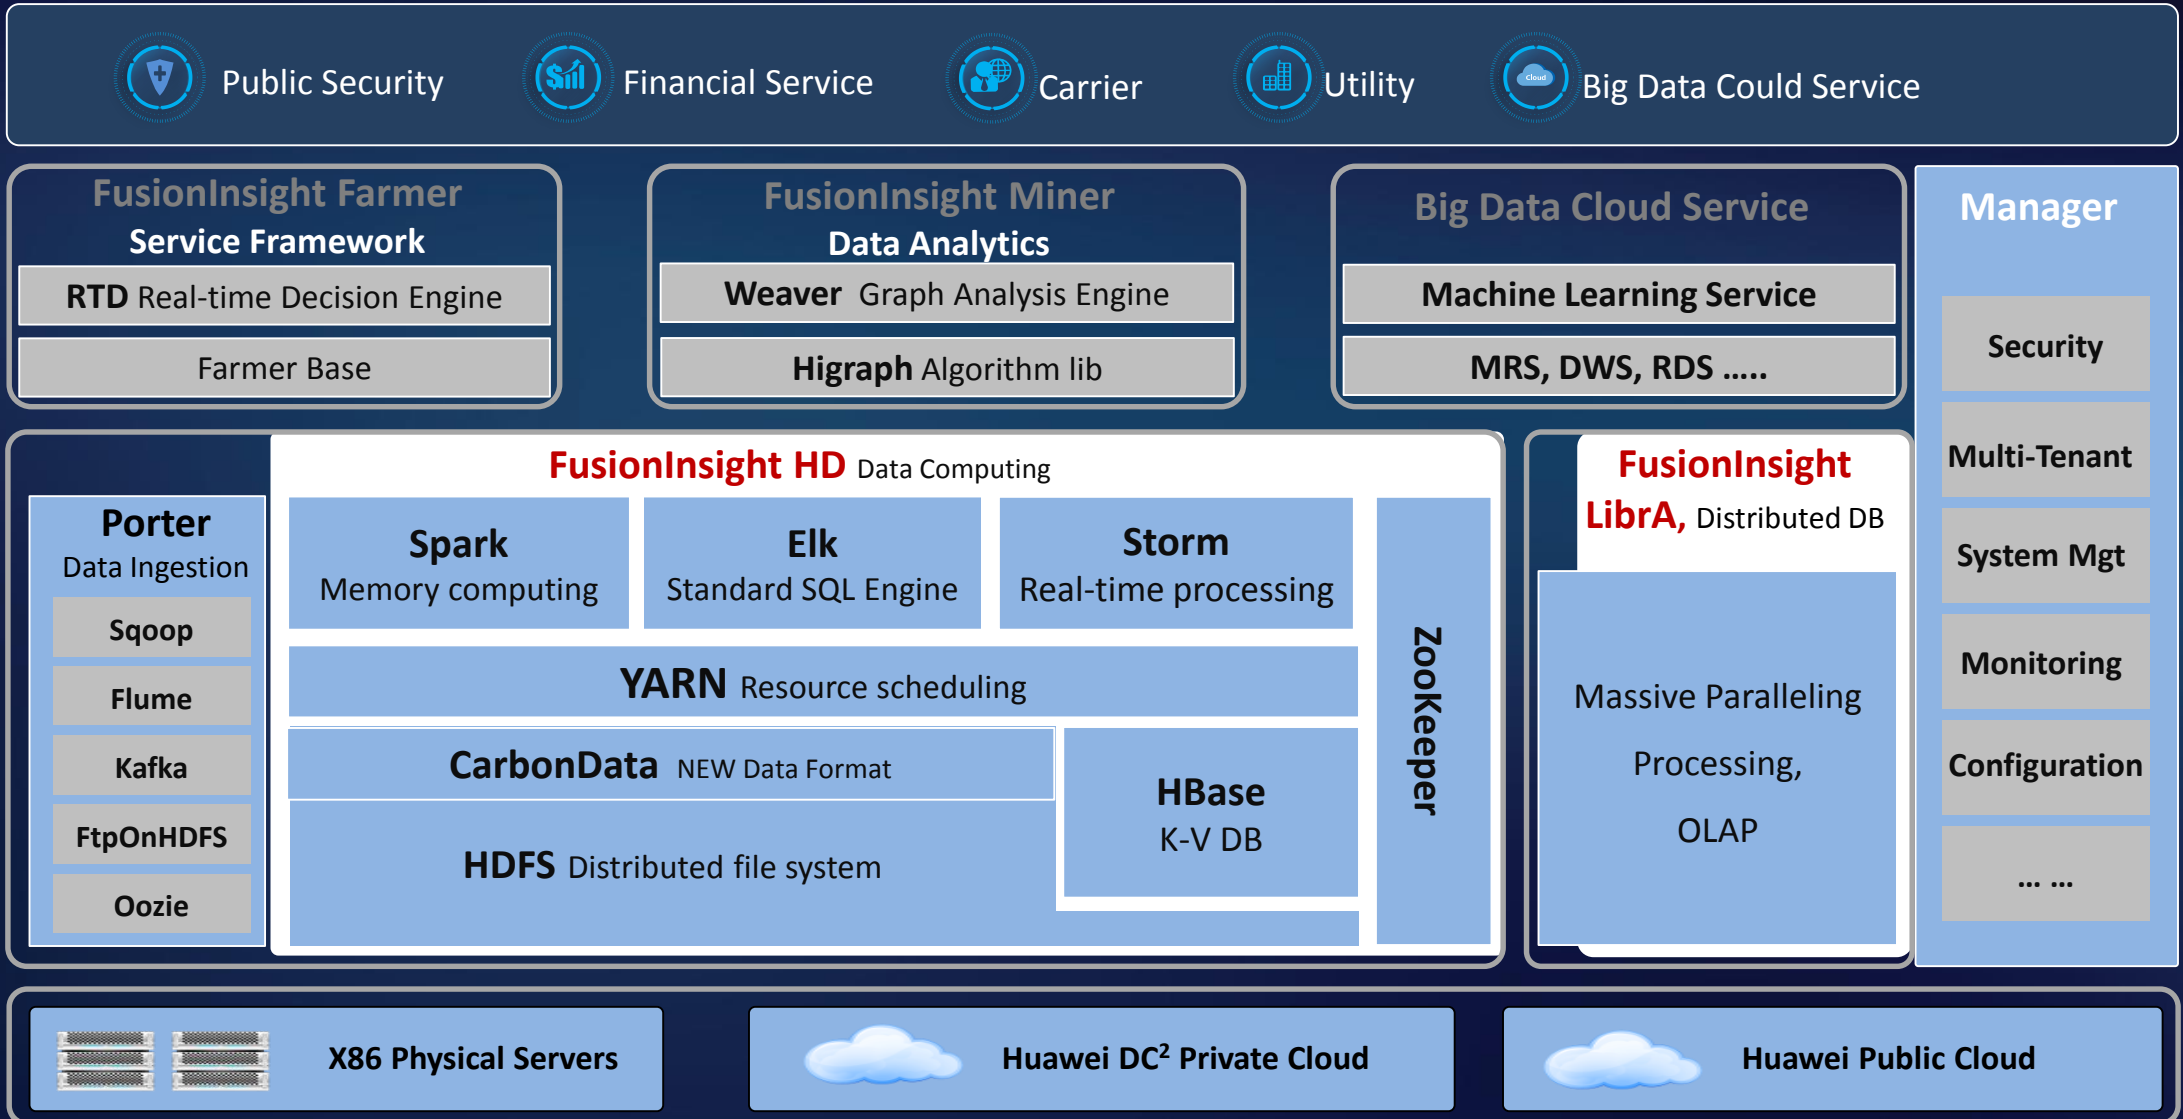 Public Security
Financial Service
Carrier
Utility
Cloud
Big Data Could Service
FusionInsight Farmer
Service Framework
RTD Real-time Decision Engine
Farmer Base
FusionInsight Miner
Data Analytics
Weaver Graph Analysis Engine
Higraph Algorithm lib
Big Data Cloud Service
Machine Learning Service
MRS, DWS, RDS .....
Manager
Security
Multi-Tenant
System Mgt
Monitoring
Configuration
... ...
Porter
Data Ingestion
Sqoop
Flume
Kafka
FtpOnHDFS
Oozie
FusionInsight HD Data Computing
Spark
Memory computing
Elk
Standard SQL Engine
Storm
Real-time processing
YARN Resource scheduling
CarbonData NEW Data Format
HBase
K-V DB
HDFS Distributed file system
ZooKeeper
FusionInsight
LibrA, Distributed DB
Massive Paralleling
Processing,
OLAP
X86 Physical Servers
Huawei DC² Private Cloud
Huawei Public Cloud